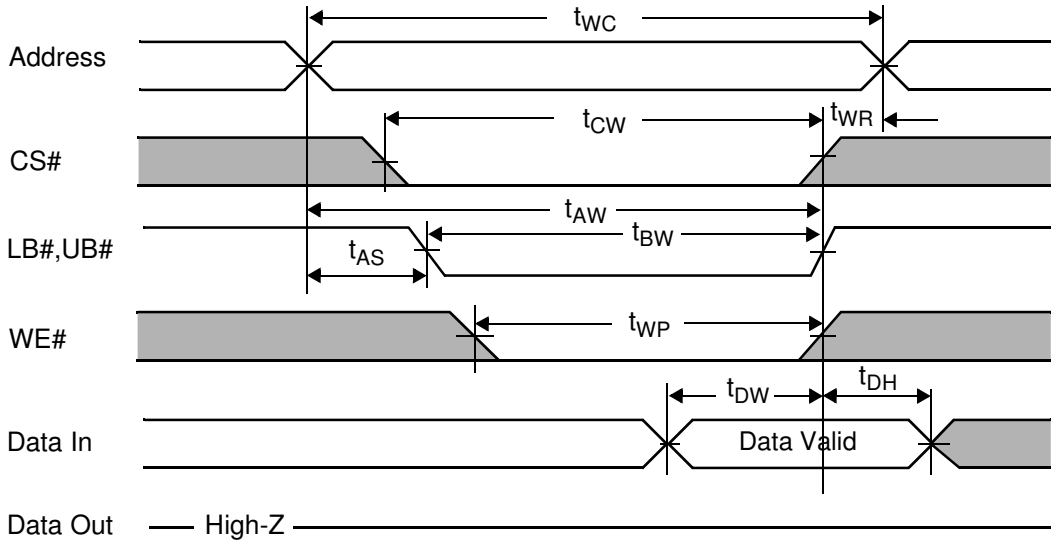 tWC
Address
tCW
tWR
CS#
tAW
LB#,UB#
tBW
tAS
WE#
tWP
tDW
tDH
Data In
Data Valid
Data Out
High-Z